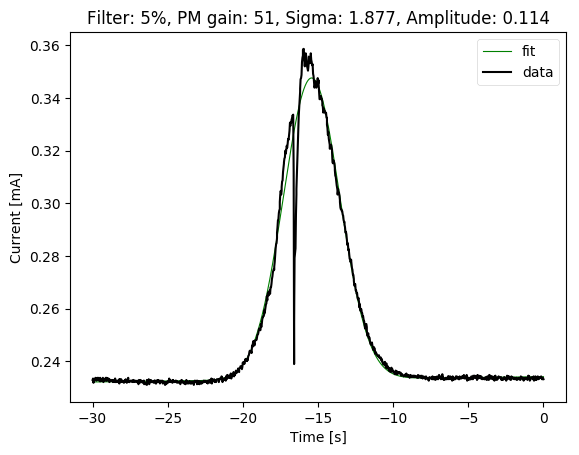 Filter: 5%, PM gain: 51, Sigma: 1.877, Amplitude: 0.114
fit
data
Current [mA]
0.36
0.34
0.32
0.30
0.28
0.26
0.24
−30
−25
−20
−15
−10
−5
0
Time [s]